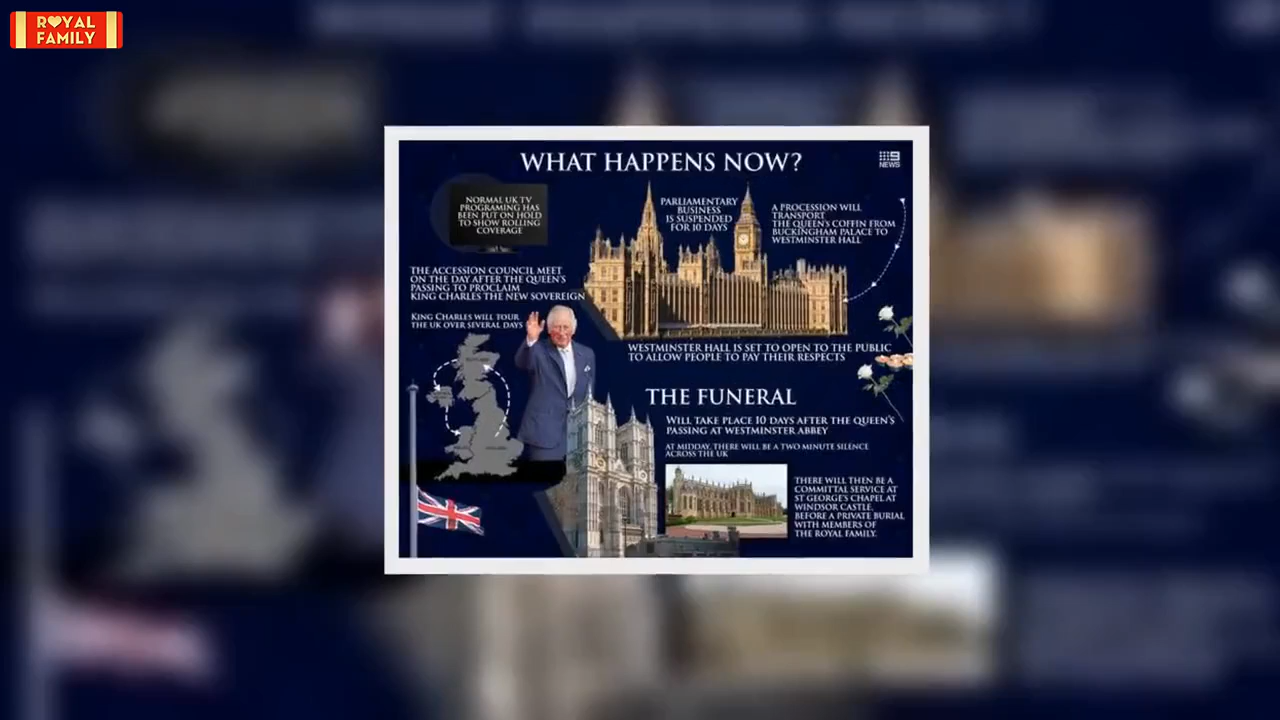 ROYAL
FAMILY
WHAT HAPPENS NOW?
9
NEWS
NORMAL UK TV
PROGRAMING HAS
BEEN PUT ON HOLD
TO SHOW ROLLING
COVERAGE
PARLIAMENTARY
BUSINESS
IS SUSPENDED
FOR 10 DAYS
A PROCESSION WILL
TRANSPORT
THE QUEEN'S COFFIN FROM
BUCKINGHAM PALACE TO
WESTMINSTER HALL
THE ACCESSION COUNCIL MEET
ON THE DAY AFTER THE QUEEN'S
PASSING TO PROCLAIM
KING CHARLES THE NEW SOVEREIGN
KING CHARLES WILL TOUR
THE UK OVER SEVERAL DAYS
WESTMINSTER HALL IS SET TO OPEN TO THE PUBLIC
TO ALLOW PEOPLE TO PAY THEIR RESPECTS
THE FUNERAL
WILL TAKE PLACE 10 DAYS AFTER THE QUEEN'S
PASSING AT WESTMINSTER ABBEY
AT MIDDAY, THERE WILL BE A TWO MINUTE SILENCE
ACROSS THE UK
THERE WILL THEN BE A
COMMITTAL SERVICE AT
ST GEORGE'S CHAPEL AT
WINDSOR CASTLE,
BEFORE A PRIVATE BURIAL
WITH MEMBERS OF
THE ROYAL FAMILY.